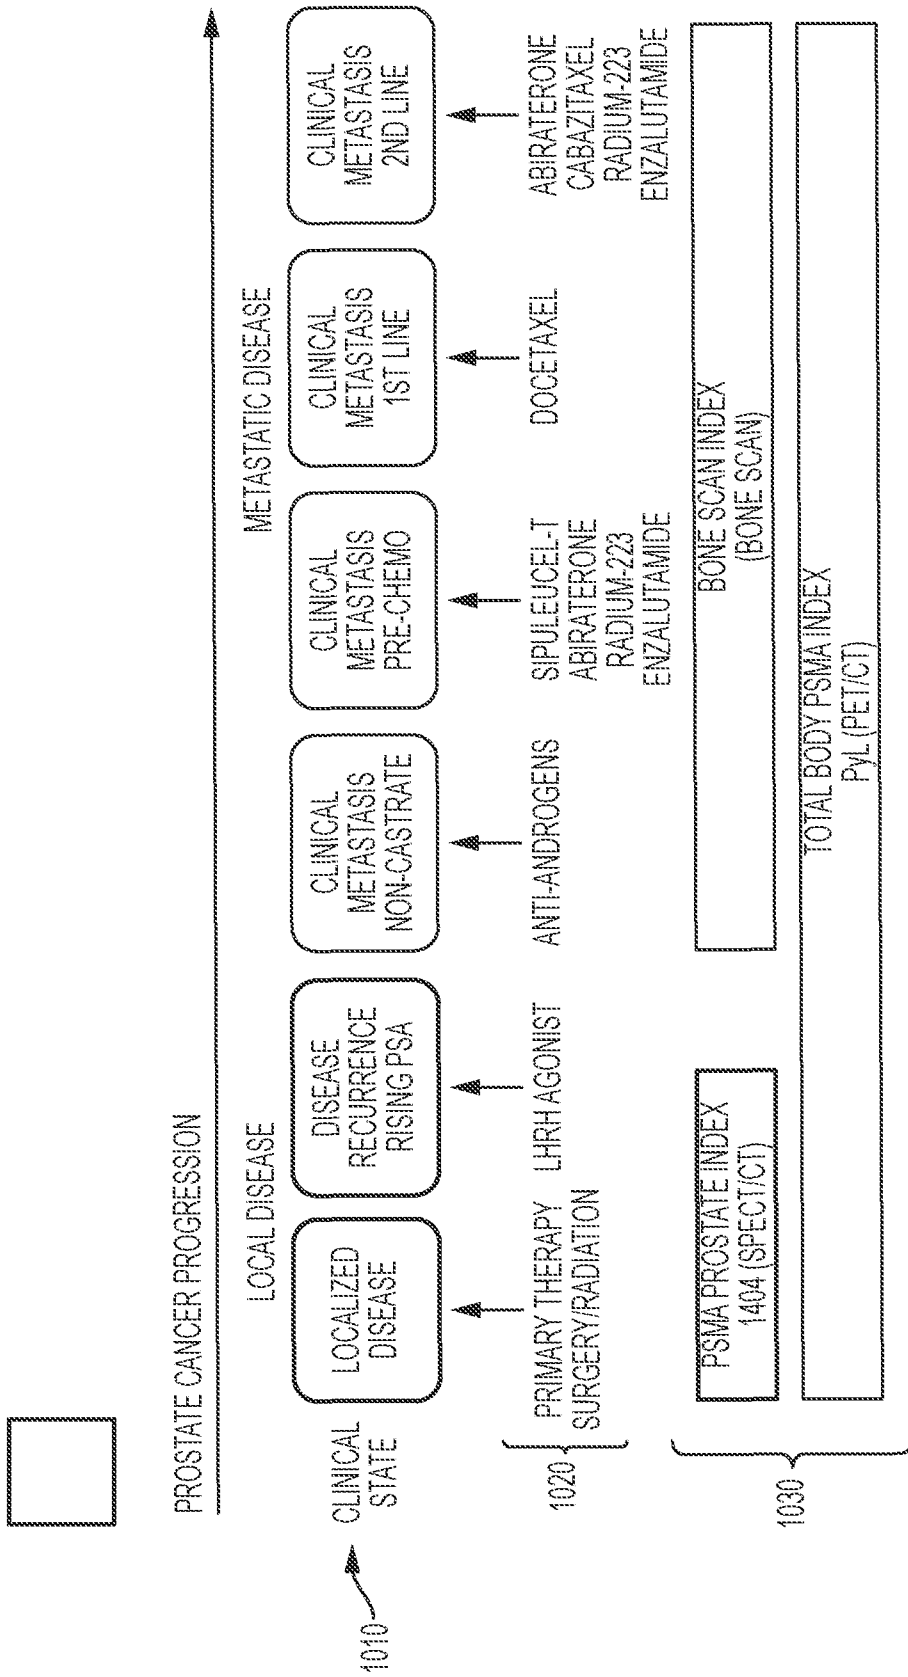 PROSTATE CANCER PROGRESSION
LOCAL DISEASE
METASTATIC DISEASE
1010
CLINICAL
STATE
LOCALIZED
DISEASE
DISEASE
RECURRENCE
RISING PSA
CLINICAL
METASTASIS
NON-CASTRATE
CLINICAL
METASTASIS
PRE-CHEMO
CLINICAL
METASTASIS
1ST LINE
CLINICAL
METASTASIS
2ND LINE
1020
PRIMARY THERAPY
SURGERY/RADIATION
LHRH AGONIST
ANTI-ANDROGENS
SIPULEUCEL-T
ABIRATERONE
RADIUM-223
ENZALUTAMIDE
DOCETAXEL
ABIRATERONE
CABAZITAXEL
RADIUM-223
ENZALUTAMIDE
1030
PSMA PROSTATE INDEX
1404 (SPECT/CT)
BONE SCAN INDEX
(BONE SCAN)
TOTAL BODY PSMA INDEX
PyL (PET/CT)